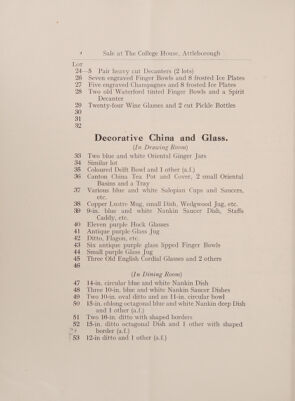 Sale at The College House, Attleborough
Lot
24—5 Pair heavy cut Decanters (2 lots)
26 Seven engraved Finger Bowls and 8 frosted Ice Plates
27 Five engraved Champagnes and 8 frosted Ice Plates
28 Two old Waterford tinted Finger Bowls and a Spirit
Decanter
29 Twenty-four Wine Glasses and 2 cut Pickle Bottles
30
31
32
Decorative China and Glass.
(In Drawing Room)
33 Two blue and white Oriental Ginger Jars
34 Similar lot
35 Coloured Delft Bowl and 1 other (a.f.)
36 Canton China Tea Pot and Cover, 2 small Oriental
Basins and a Tray
37 Various blue and white Salopian Cups and Saucers,
etc.
38 Copper Lustre Mug, small Dish, Wedgwood Jug, etc.
39 9-in. blue and white Nankin Saucer Dish, Staffs
Caddy, etc.
40 Eleven purple Hock Glasses
41 Antique purple Glass Jug
42 Ditto, Flagon, etc.
43 Six antique purple glass lipped Finger Bowls
44 Small purple Glass Jug
45 Three Old English Cordial Glasses and 2 others
46
(In Dining Room)
47 14-in. circular blue and white Nankin Dish
48 Three 10-in. blue and white Nankin Saucer Dishes
49 Two 10-in. oval ditto and an 11-in. circular bowl
50 15-in. oblong octagonal blue and white Nankin deep Dish
and 1 other (a.f.)
51 Two 16-in. ditto with shaped borders
52 15-in. ditto octagonal Dish and 1 other with shaped
border (a.f.)
53 12-in ditto and 1 other (a.f.)